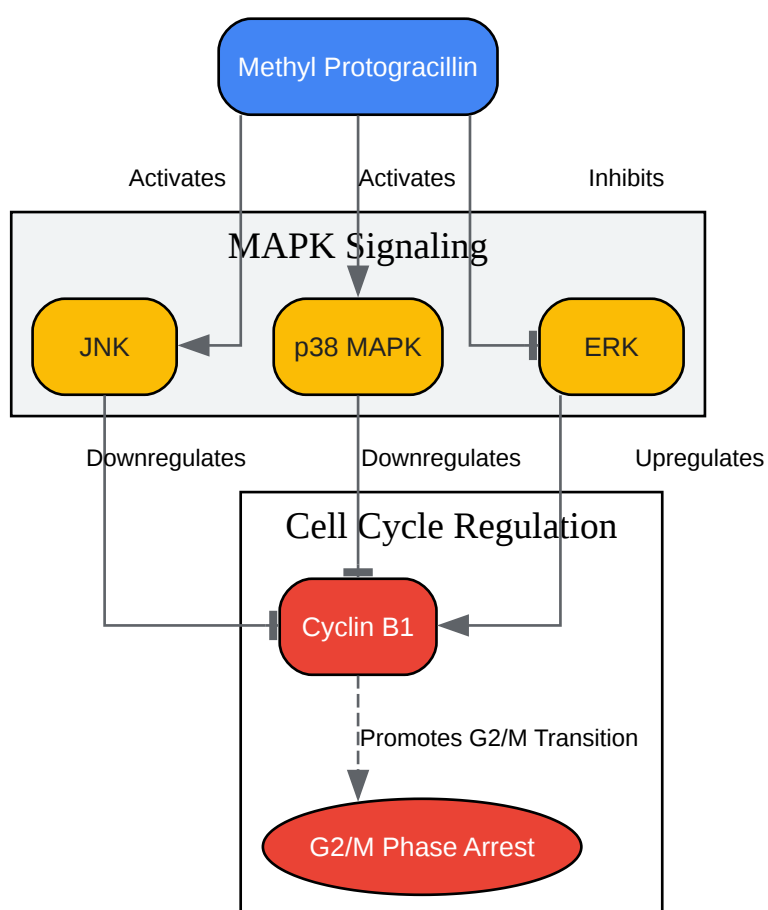 Methyl Protogracillin
Activates
Activates
Inhibits
MAPK Signaling
JNK
p38 MAPK
ERK
Downregulates
Downregulates
Upregulates
Cell Cycle Regulation
Cyclin B1
Promotes G2/M Transition
G2/M Phase Arrest